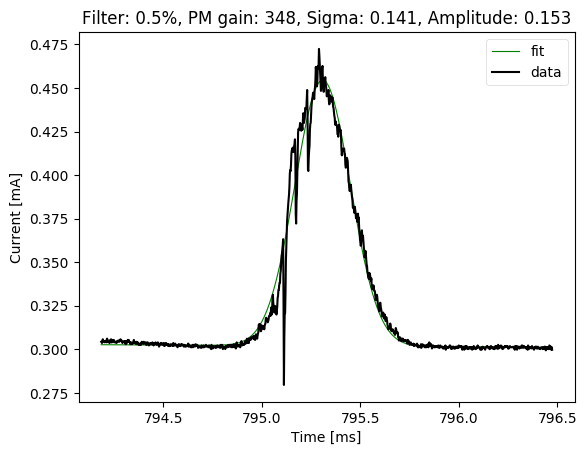 Filter: 0.5%, PM gain: 348, Sigma: 0.141, Amplitude: 0.153
fit
data
0.475
0.450
0.425
0.400
0.375
0.350
0.325
0.300
0.275
Current [mA]
794.5
795.0
795.5
796.0
796.5
Time [ms]